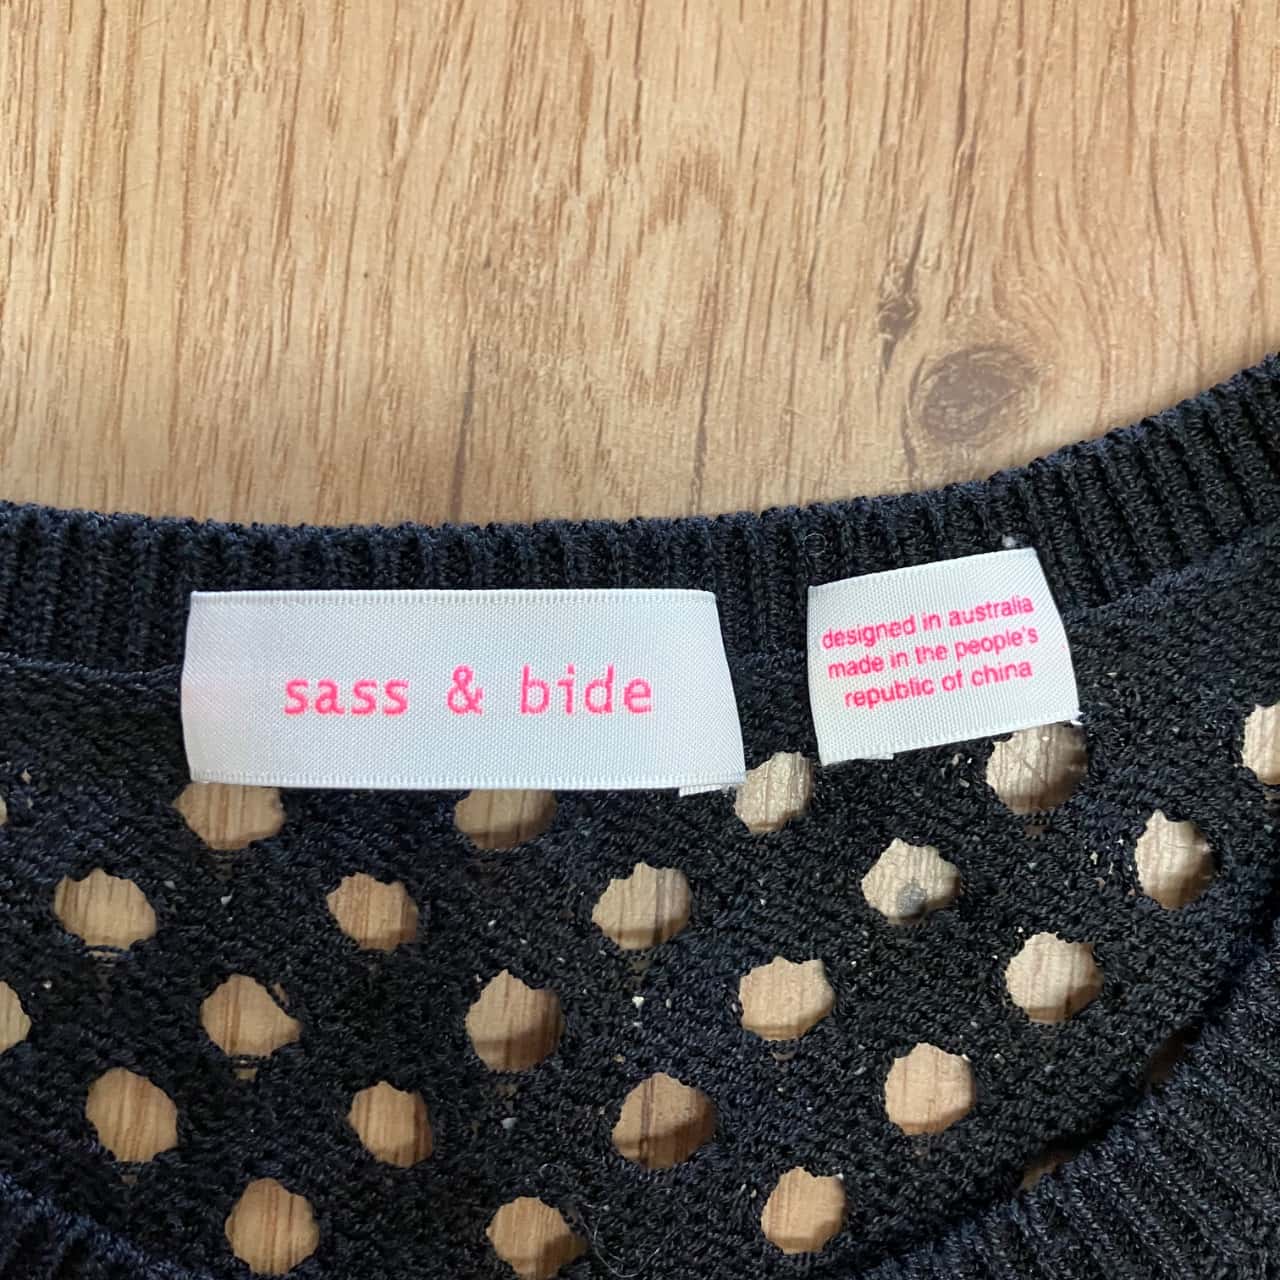 sass & bide
designed in australia
made in the people's
republic of china